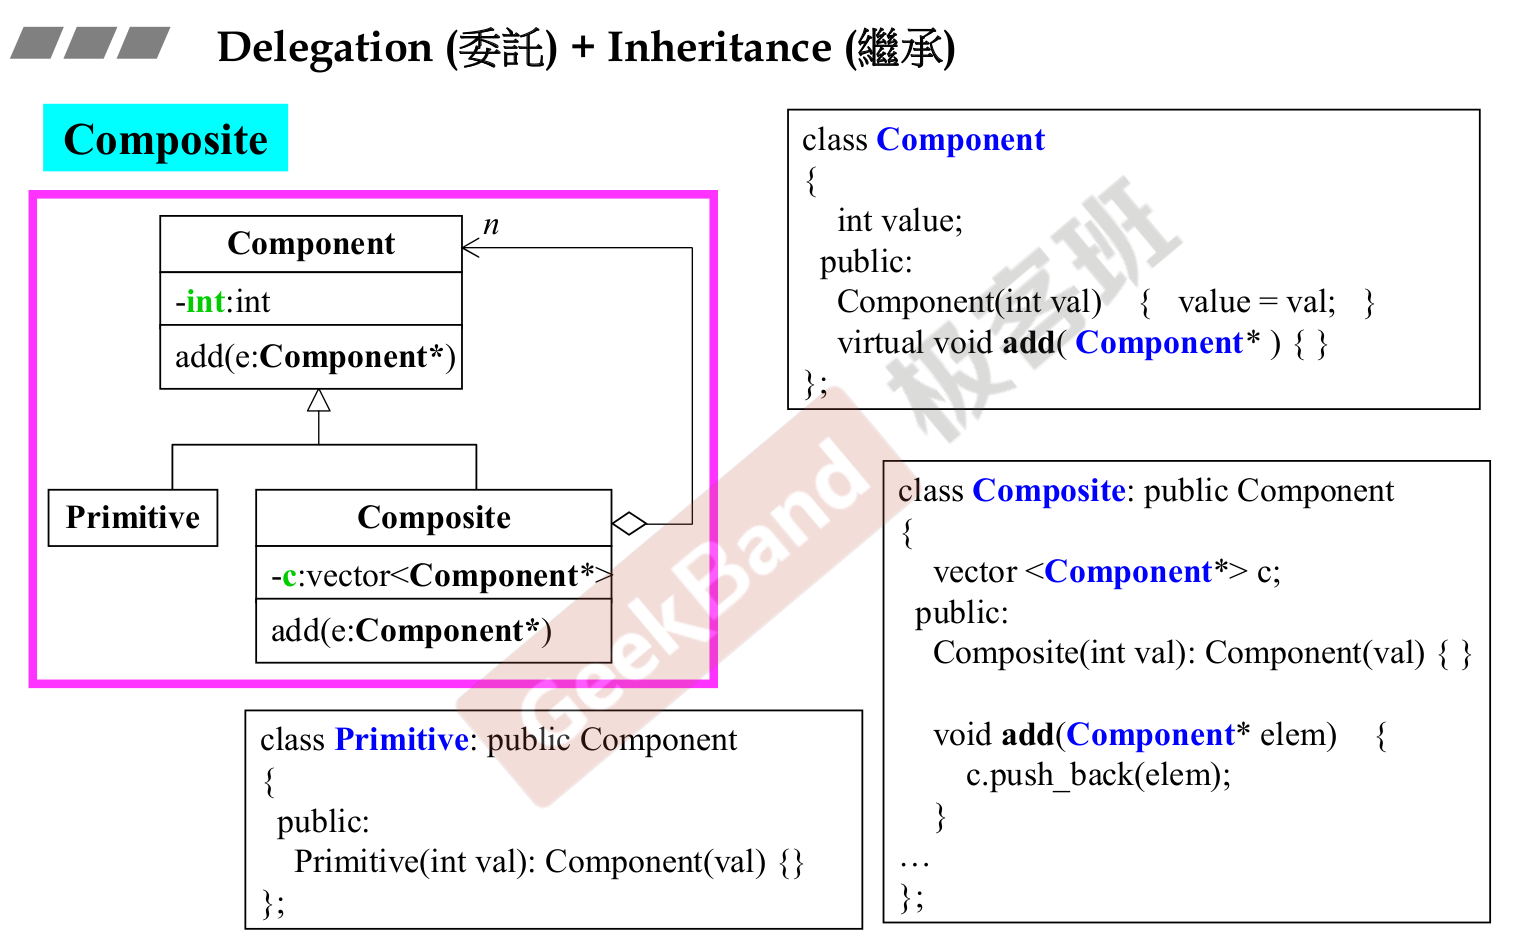 Delegation (委託) + Inheritance (繼承)
Composite
Component
n
-int:int
add(e:Component*)
Primitive
Composite
-c:vector<Component*>
add(e:Component*)
class Component
{
int value;
public:
Component(int val) { value = val; }
virtual void add( Component* ) { }
};
class Primitive: public Component
{
public:
Primitive(int val): Component(val) {}
};
class Composite: public Component
{
vector <Component*> c;
public:
Composite(int val): Component(val) { }
void add(Component* elem) {
c.push_back(elem);
}
…
};
GeekBand 极客班